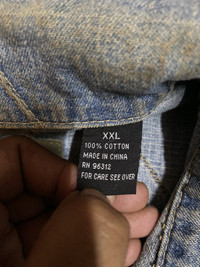 XXL
100% COTTON
MADE IN CHINA
RN 96312
FOR CARE SEE OVER